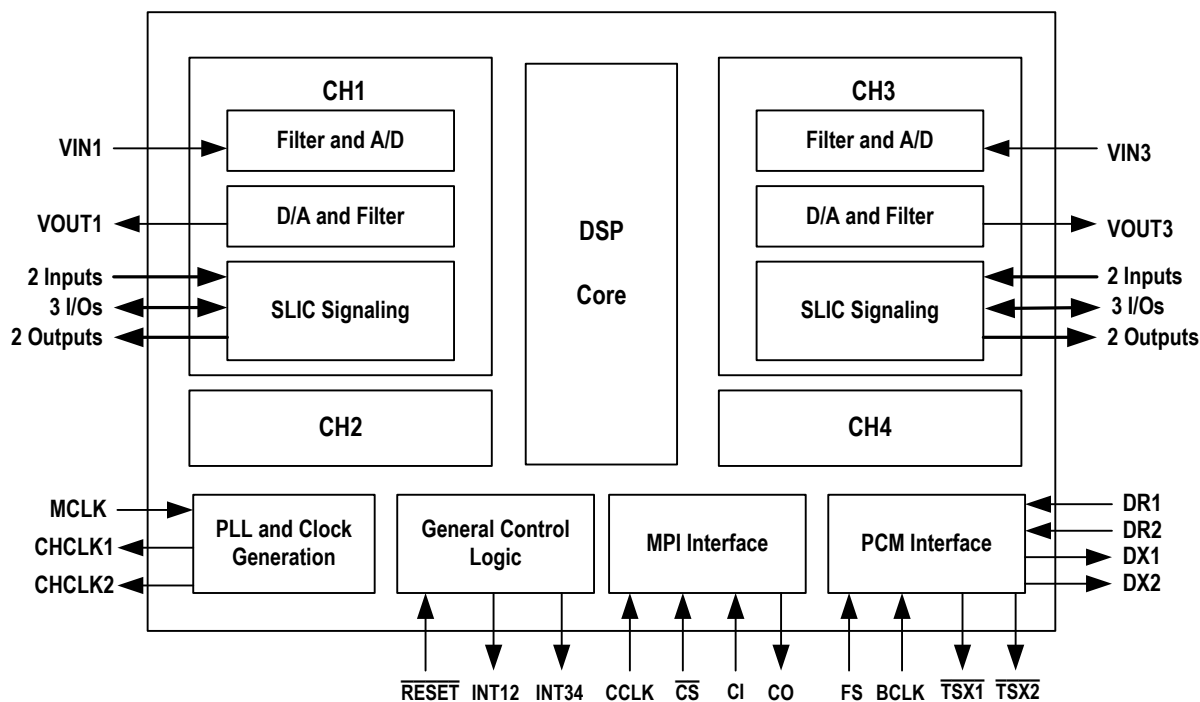 CH1
Filter and A/D
VIN1
D/A and Filter
VOUT1
2 Inputs
3 I/Os
SLIC Signaling
2 Outputs
CH2
DSP
Core
CH3
Filter and A/D
VIN3
D/A and Filter
VOUT3
2 Inputs
3 I/Os
SLIC Signaling
2 Outputs
CH4
MCLK
CHCLK1
CHCLK2
PLL and Clock
Generation
General Control
Logic
MPI Interface
PCM Interface
DR1
DR2
DX1
DX2
RESET
INT12
INT34
CCLK
CS
CI
CO
FS
BCLK
TSX1
TSX2